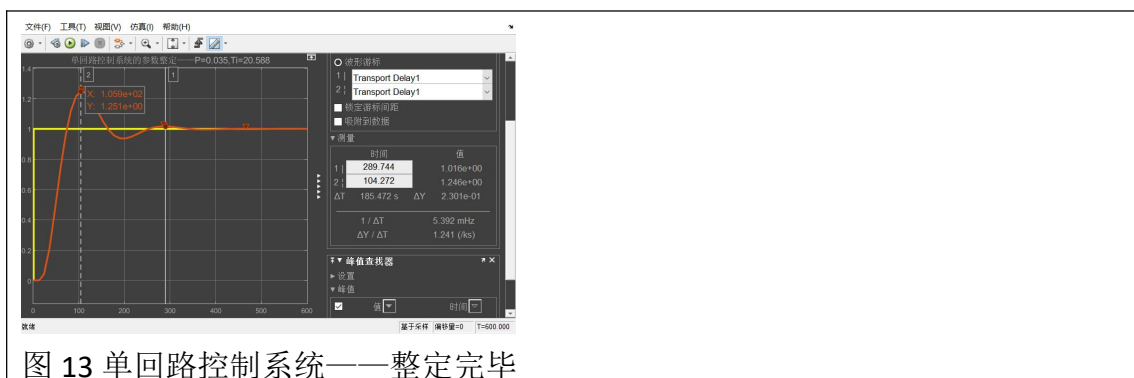 文件(F) 工具(T) 视图(V) 仿真(I) 帮助(H)
单回路控制系统的参数整定——P=0.035,Ti=20.588
1.4
2
1
X: 1.059e+02
Y: 1.251e+00
1.2
1
0.8
0.6
0.4
0.2
0
0 100 200 300 400 500 600
波形游标
1 Transport Delay1
2 Transport Delay1
锁定游标间距
吸附到数据
▼测量
时间 值
1 289.744 1.016e+00
2 104.272 1.246e+00
ΔT 185.472 s ΔY 2.301e-01
1 / ΔT 5.392 mHz
ΔY / ΔT 1.241 (/ks)
▼峰值查找器
▶设置
▼峰值
值 时间
就绪 基于采样 偏移量=0 T=600.000
图 13 单回路控制系统——整定完毕